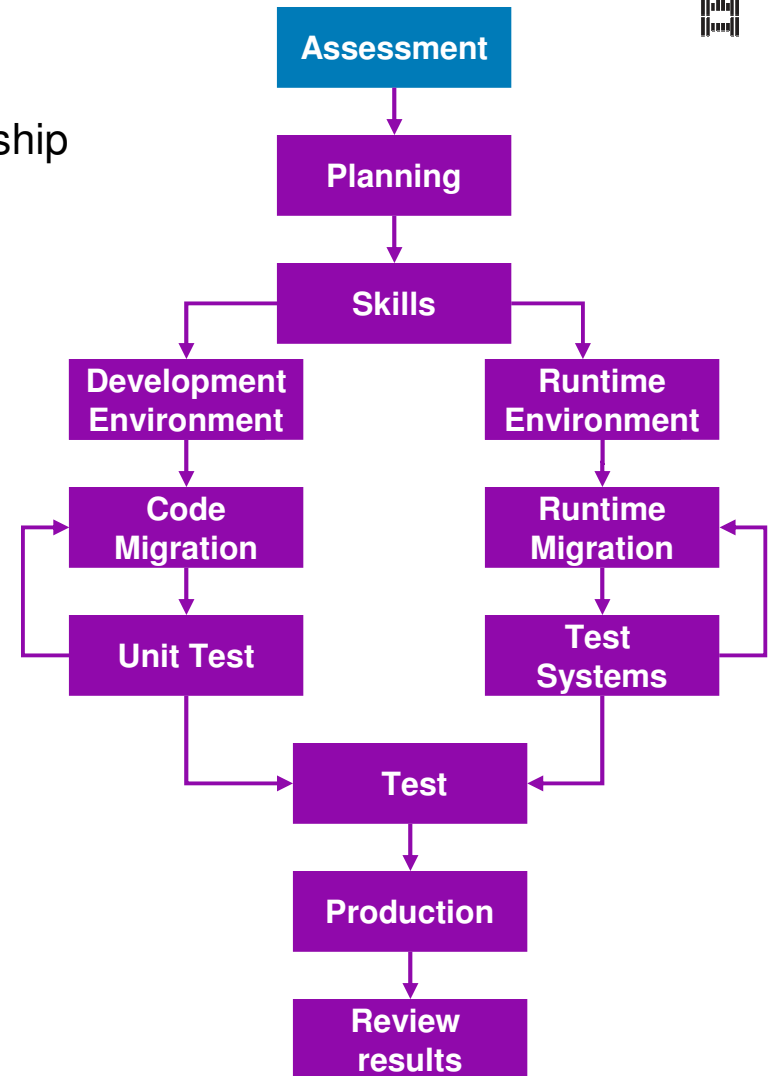 Assessment
ship
Planning
Skills
Development
Environment
Runtime
Environment
Code
Migration
Runtime
Migration
Unit Test
Test
Systems
Test
Production
Review
results